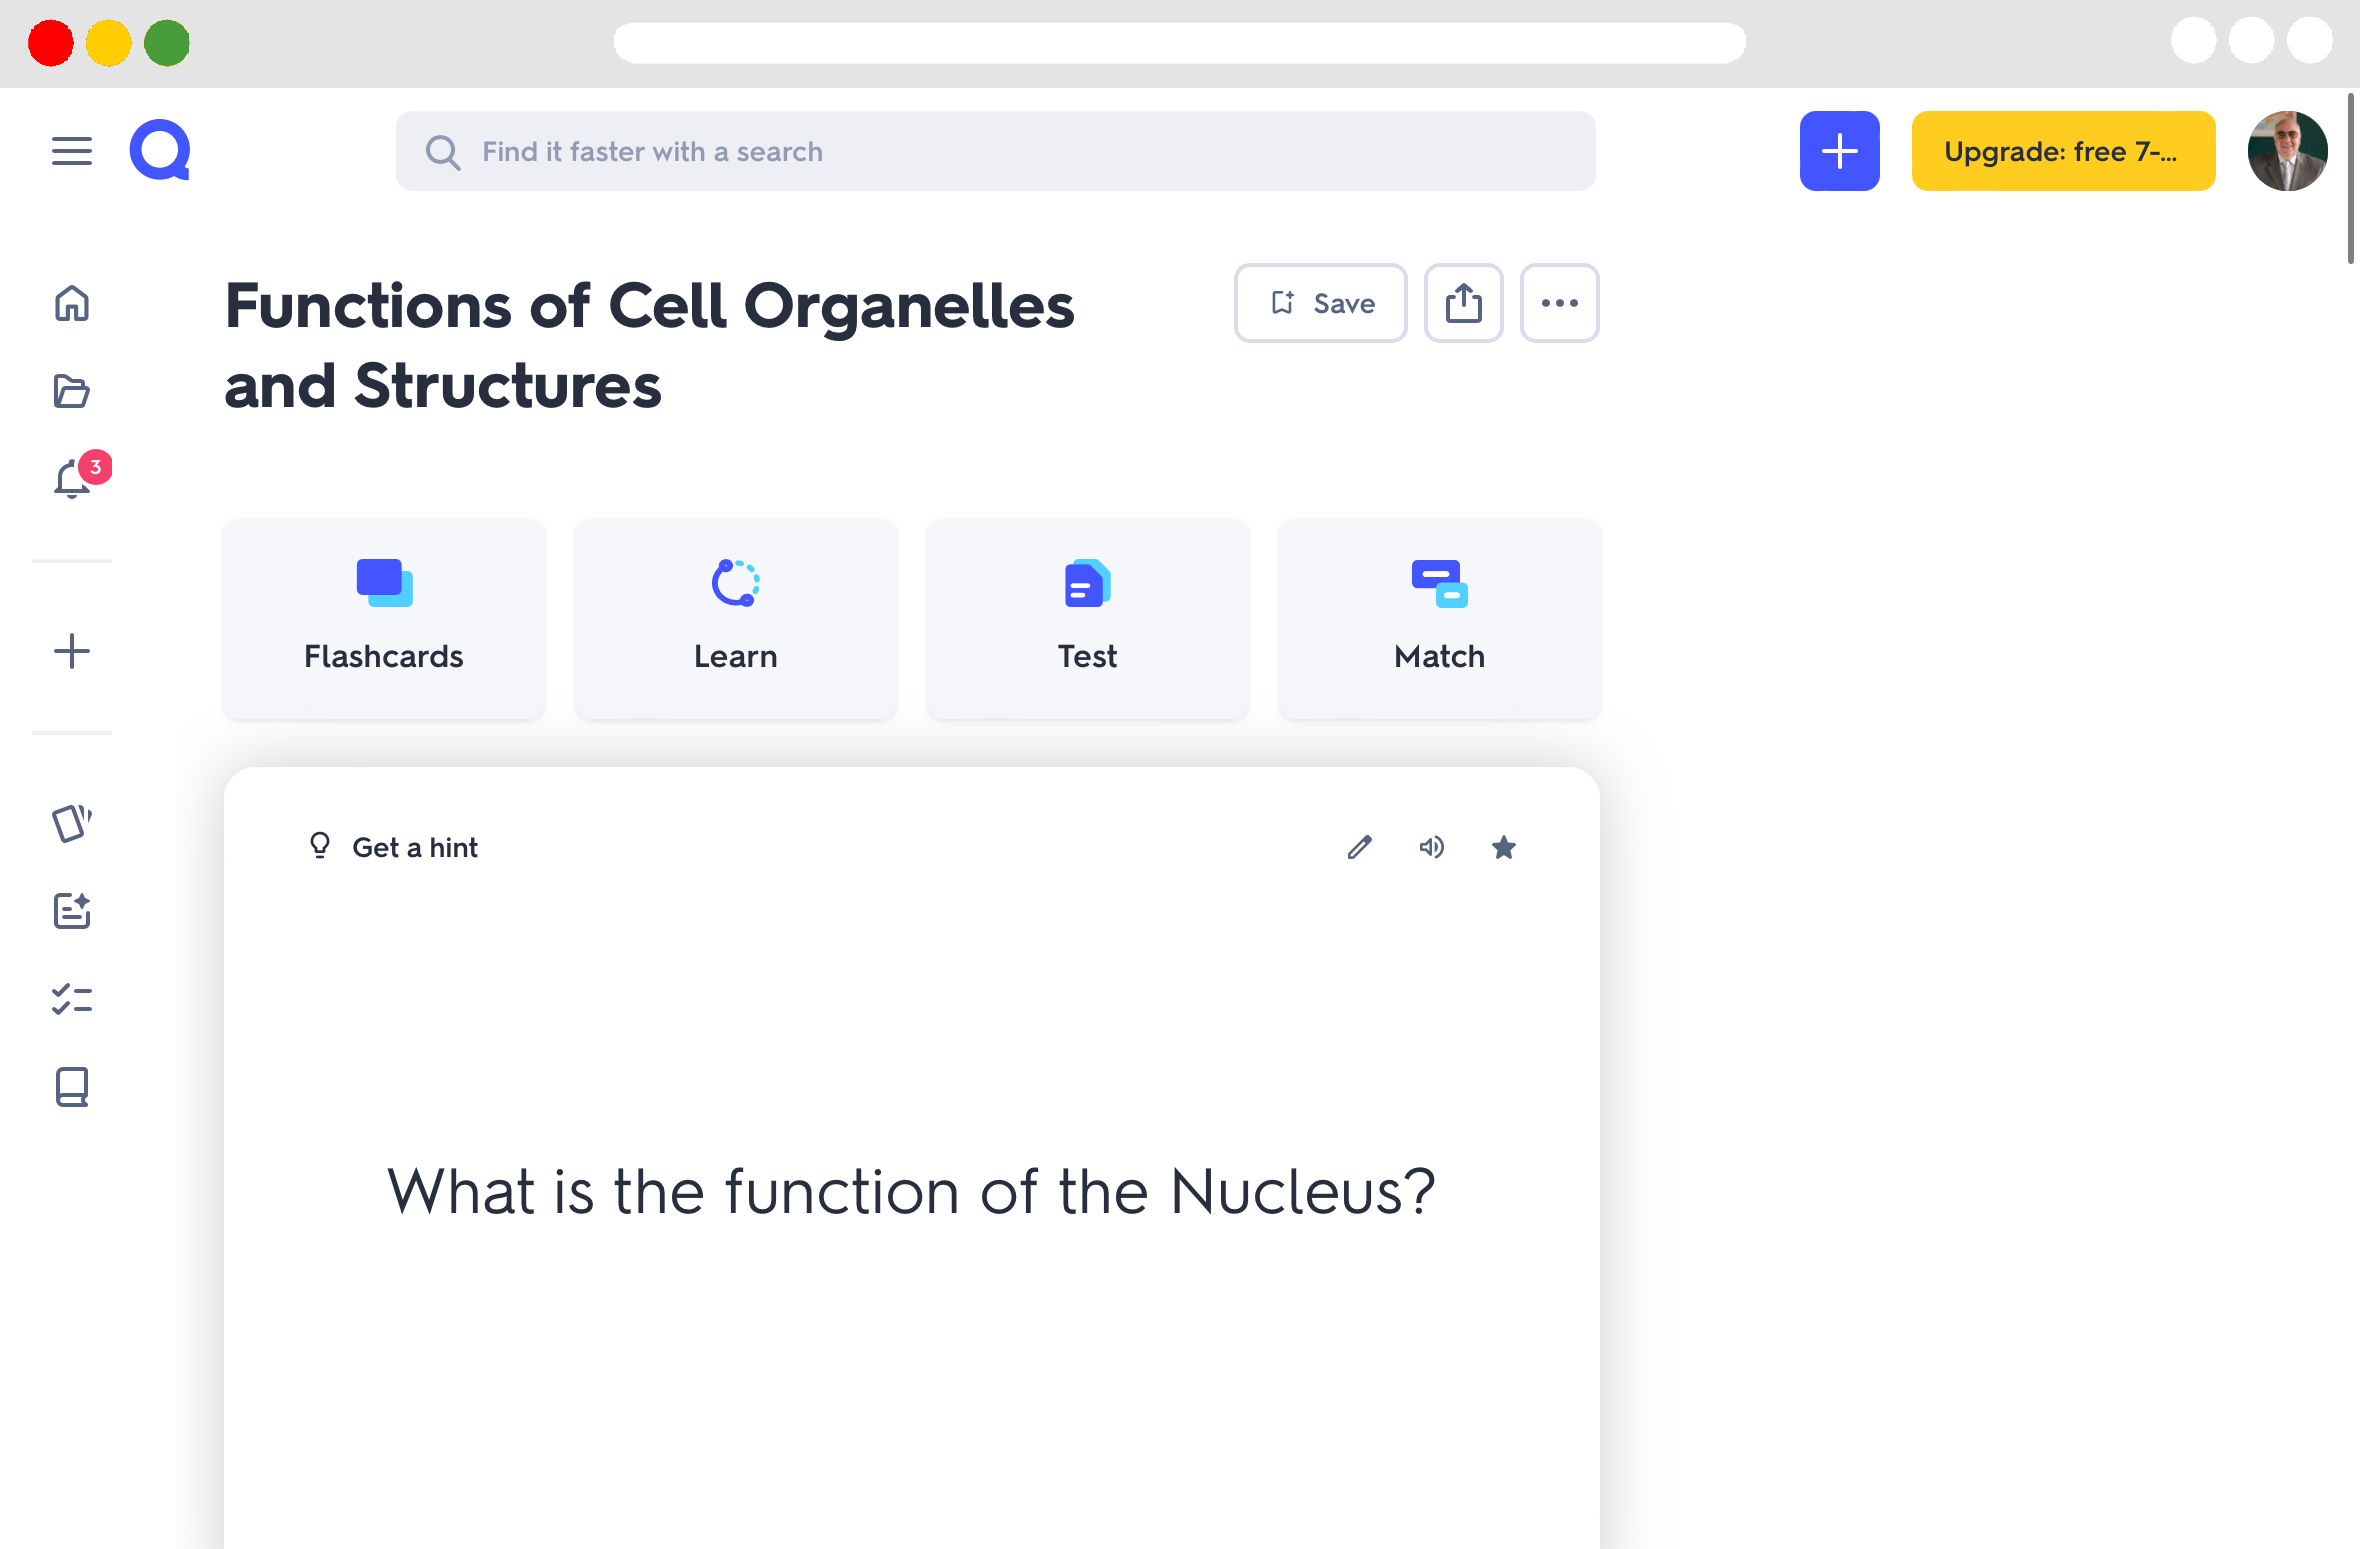 Find it faster with a search
Upgrade: free 7-...
Functions of Cell Organelles
and Structures
Save
3
Flashcards
Learn
Test
Match
Get a hint
What is the function of the Nucleus?